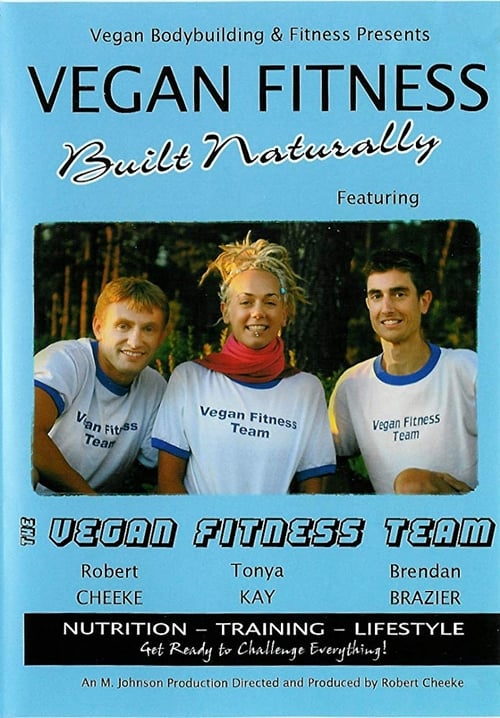 Vegan Bodybuilding & Fitness Presents
VEGAN FITNESS
Built Naturally
Featuring
Vegan Fitness
Team
Vegan Fitness
Team
Vegan Fitness
Team
THE VEGAN FITNESS TEAM
Robert Tonya Brendan
CHEEKE KAY BRAZIER
NUTRITION – TRAINING – LIFESTYLE
Get Ready to Challenge Everything!
An M. Johnson Production Directed and Produced by Robert Cheeke